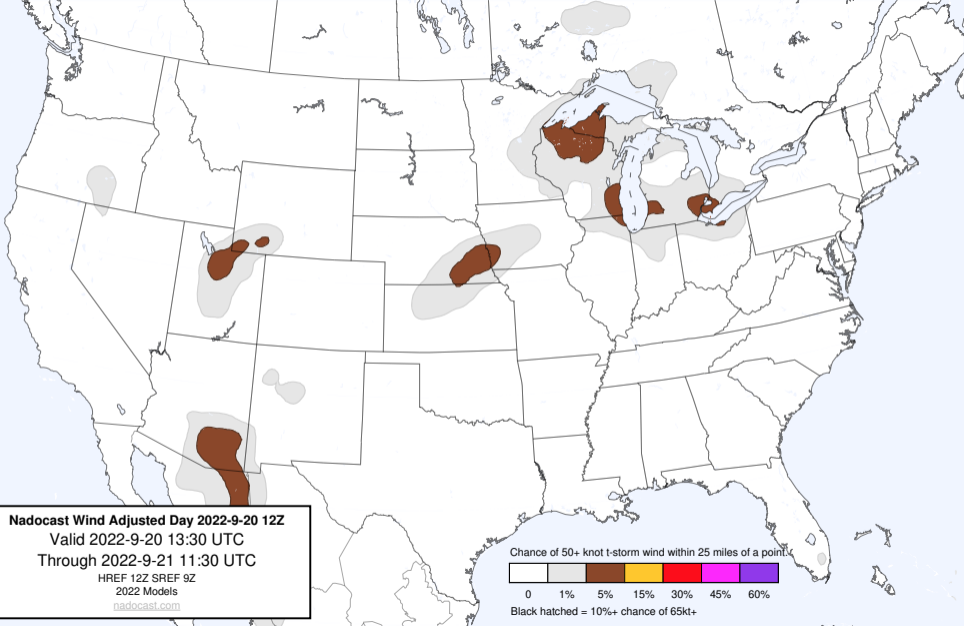 Nadocast Wind Adjusted Day 2022-9-20 12Z
Valid 2022-9-20 13:30 UTC
Through 2022-9-21 11:30 UTC
HREF 12Z SREF 9Z
2022 Models
nadocast.com
Chance of 50+ knot t-storm wind within 25 miles of a point.
0 1% 5% 15% 30% 45% 60%
Black hatched = 10%+ chance of 65kt+